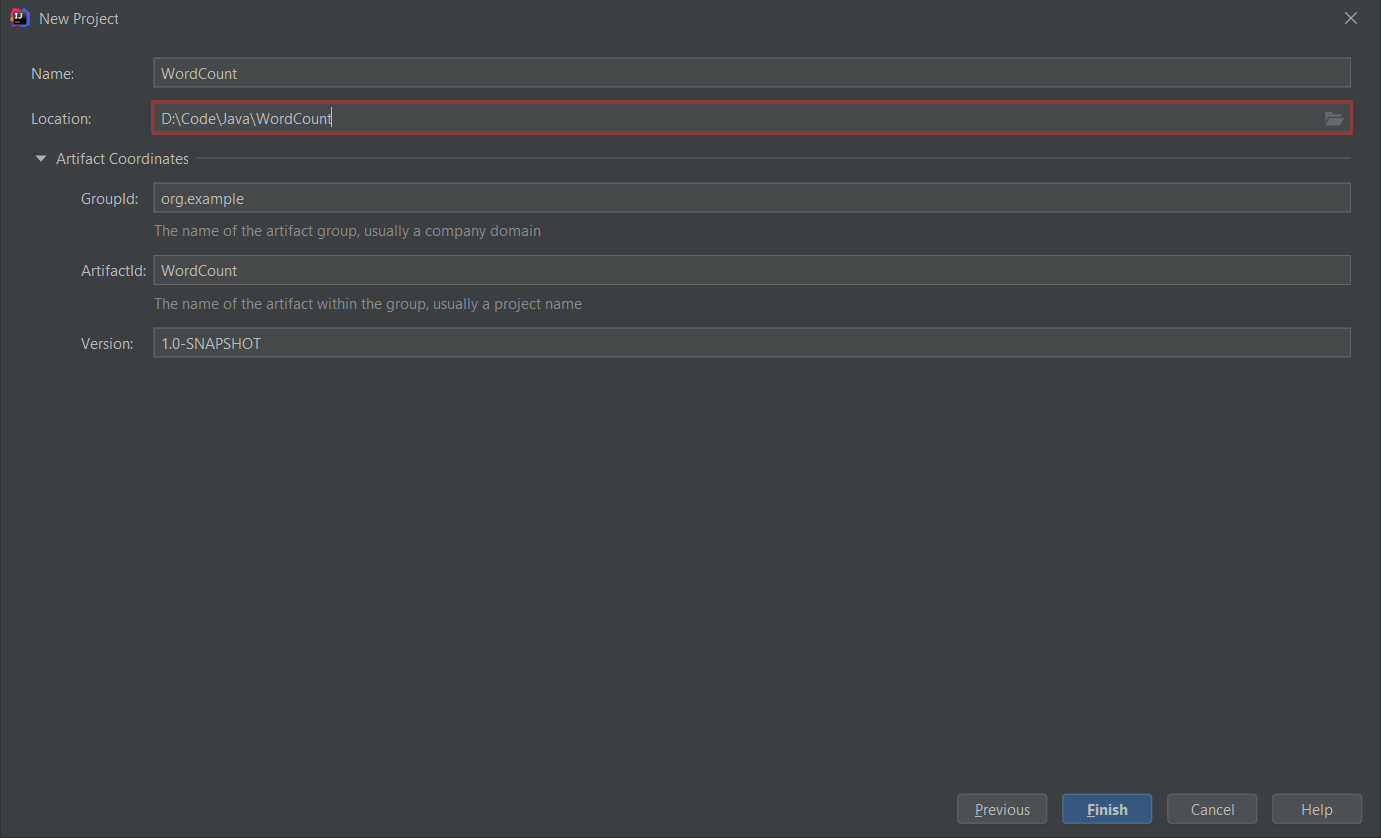 New Project
Name: WordCount
Location: D:\Code\Java\WordCount
Artifact Coordinates
GroupId: org.example
The name of the artifact group, usually a company domain
ArtifactId: WordCount
The name of the artifact within the group, usually a project name
Version: 1.0-SNAPSHOT
Previous Finish Cancel Help